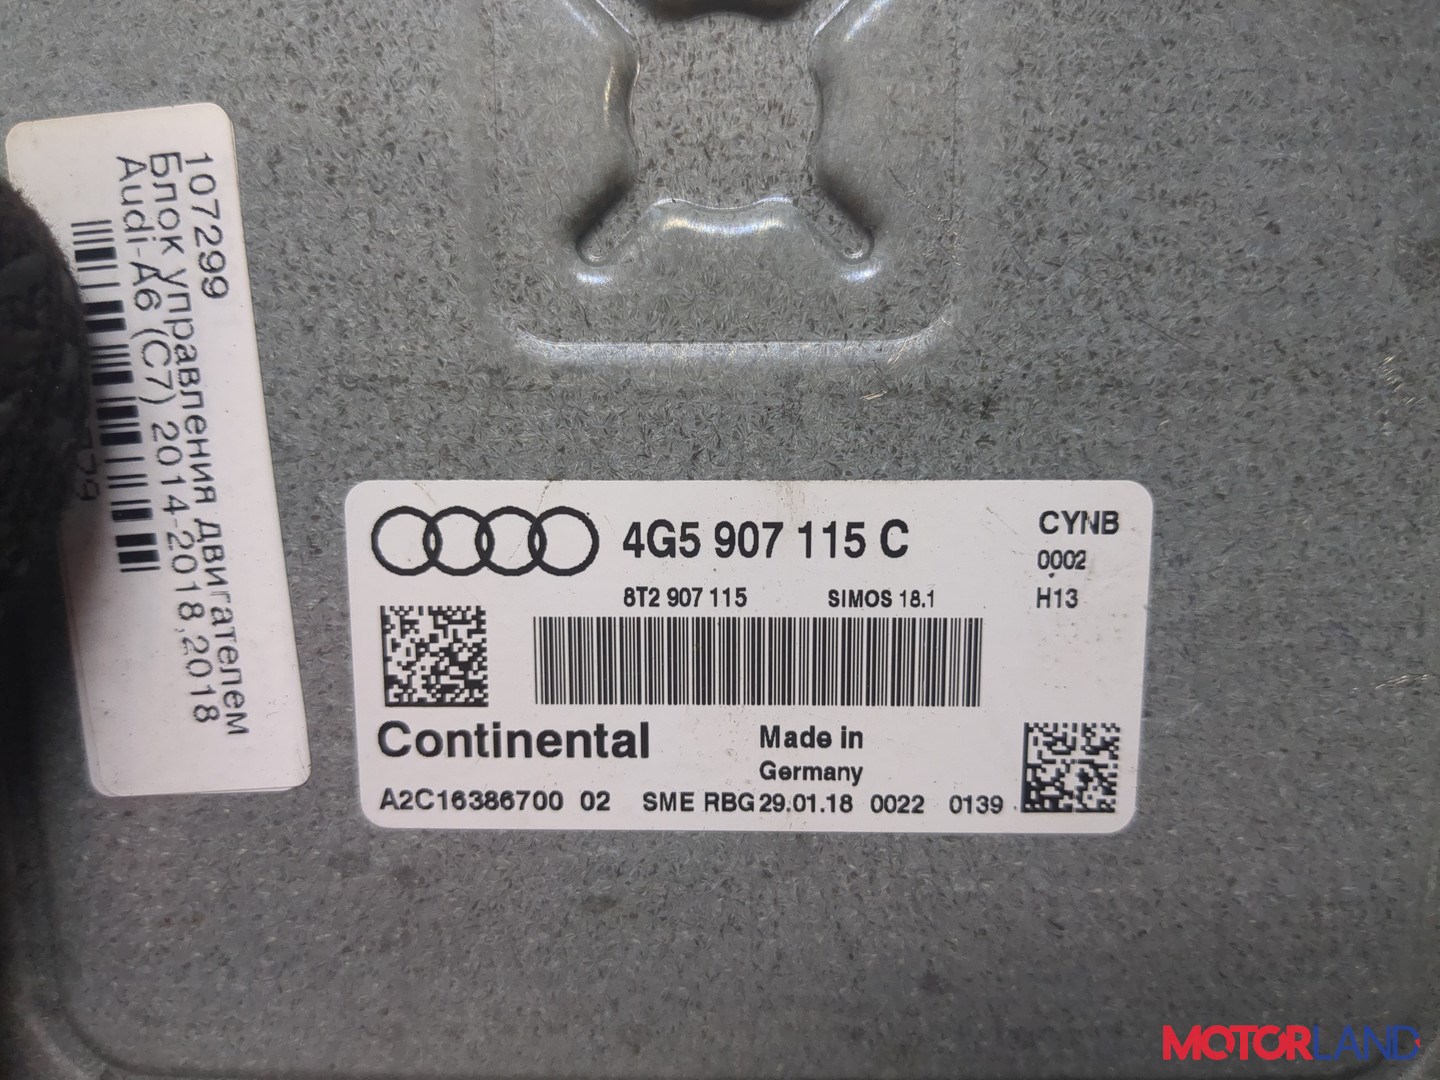 107299
Блок управления двигателем
Audi-A6 (C7) 2014-2018,2018
4G5 907 115 C
CYNB
0002
8T2 907 115 SIMOS 18.1
H13
Continental
Made in
Germany
A2C16386700 02 SME RBG 29.01.18 0022 0139
MOTORLAND